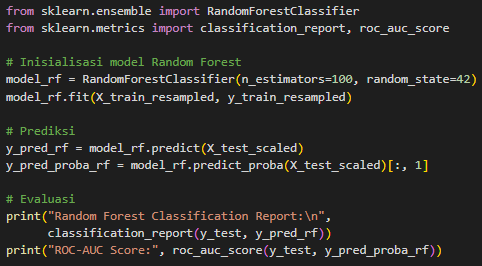 from sklearn.ensemble import RandomForestClassifier
from sklearn.metrics import classification_report, roc_auc_score

# Inisialisasi model Random Forest
model_rf = RandomForestClassifier(n_estimators=100, random_state=42)
model_rf.fit(X_train_resampled, y_train_resampled)

# Prediksi
y_pred_rf = model_rf.predict(X_test_scaled)
y_pred_proba_rf = model_rf.predict_proba(X_test_scaled)[:, 1]

# Evaluasi
print("Random Forest Classification Report:\n",
      classification_report(y_test, y_pred_rf))
print("ROC-AUC Score:", roc_auc_score(y_test, y_pred_proba_rf))